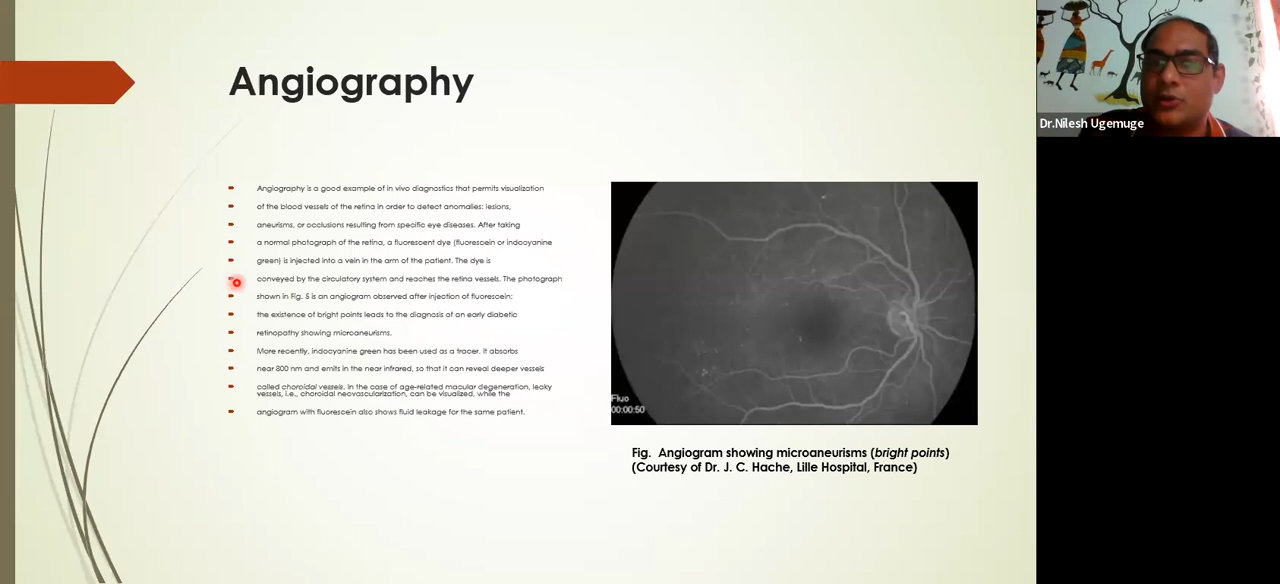 Angiography
Angiography is a good example of in vivo diagnostics that permits visualization
of the blood vessels of the retina in order to detect anomalies: lesions,
aneurisms, or occlusions resulting from specific eye diseases. After taking
a normal photograph of the retina, a fluorescent dye (fluorescein or indocyanine
green) is injected into a vein in the arm of the patient. The dye is
conveyed by the circulatory system and reaches the retina vessels. The photograph
shown in Fig. 5 is an angiogram observed after injection of fluorescein:
the existence of bright points leads to the diagnosis of an early diabetic
retinopathy showing microaneurisms.
More recently, indocyanine green has been used as a tracer. It absorbs
near 800 nm and emits in the near infrared, so that it can reveal deeper vessels
called choroidal vessels. In the case of age-related macular degeneration, leaky
vessels, i.e., choroidal neovascularization, can be visualized, while the
angiogram with fluorescein also shows fluid leakage for the same patient.
Fluo
00:00:50
Fig. Angiogram showing microaneurisms (bright points)
(Courtesy of Dr. J. C. Hache, Lille Hospital, France)
Dr.Nilesh Ugemuge